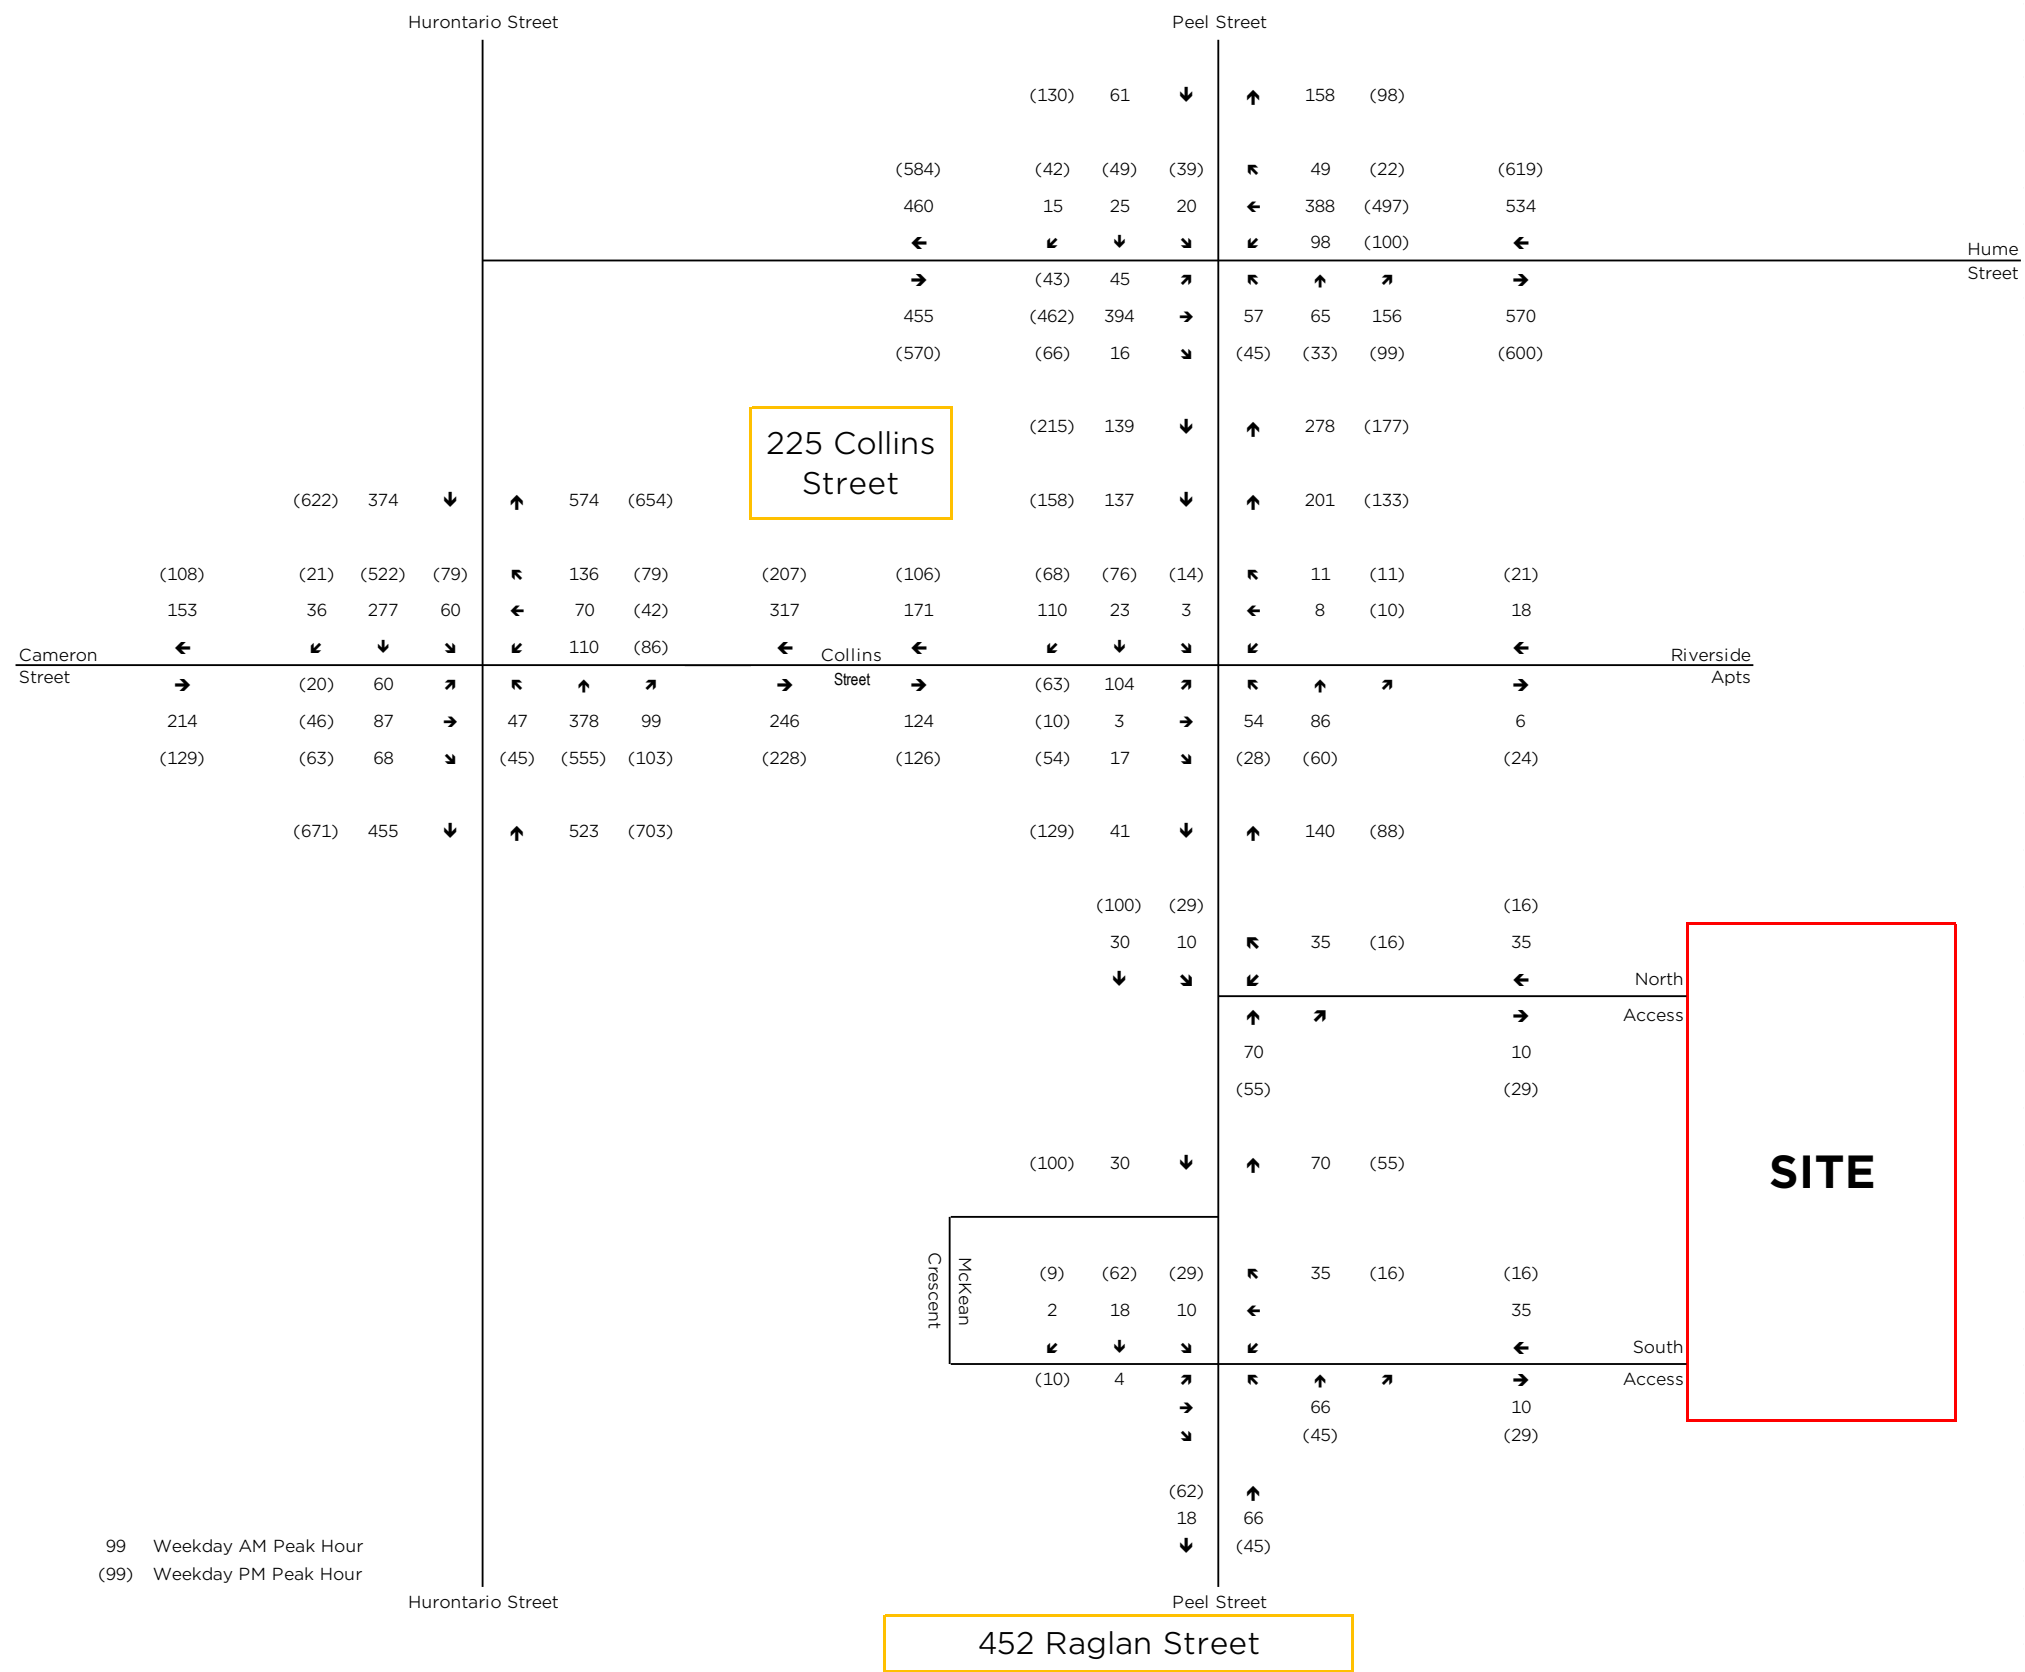 Hurontario Street Peel Street
(130) 61 🡫 🡩 158 (98)
(584) (42) (49) (39) 🡬 49 (22) (619)
460 15 25 20 🡨 388 (497) 534
🡨 🡯 🡫 🡮 🡯 98 (100) 🡨 Hume
🡪 (43) 45 🡭 🡬 🡩 🡭 🡪 Street
455 (462) 394 🡪 57 65 156 570
(570) (66) 16 🡮 (45) (33) (99) (600)
225 Collins
Street
(215) 139 🡫 🡩 278 (177)
(622) 374 🡫 🡩 574 (654) (158) 137 🡫 🡩 201 (133)
(108) (21) (522) (79) 🡬 136 (79) (207) (106) (68) (76) (14) 🡬 11 (11) (21)
153 36 277 60 🡨 70 (42) 317 171 110 23 3 🡨 8 (10) 18
Cameron 🡨 🡯 🡫 🡮 🡯 110 (86) 🡨 Collins 🡨 🡯 🡫 🡮 🡯 🡨 Riverside
Street 🡪 (20) 60 🡭 🡬 🡩 🡭 🡪 Street 🡪 (63) 104 🡭 🡬 🡩 🡭 🡪 Apts
214 (46) 87 🡪 47 378 99 246 124 (10) 3 🡪 54 86 6
(129) (63) 68 🡮 (45) (555) (103) (228) (126) (54) 17 🡮 (28) (60) (24)
(671) 455 🡫 🡩 523 (703) (129) 41 🡫 🡩 140 (88)
(100) (29) (16)
30 10 🡬 35 (16) 35
🡫 🡮 🡯 🡨 North
🡩 🡭 🡪 Access
70 10
(55) (29)
(100) 30 🡫 🡩 70 (55)
SITE
McKean
Crescent
(9) (62) (29) 🡬 35 (16) (16)
2 18 10 🡨 35
🡯 🡫 🡮 🡯 🡨 South
(10) 4 🡭 🡬 🡩 🡭 🡪 Access
🡪 66 10
🡮 (45) (29)
(62) 🡩
18 66
🡫 (45)
99 Weekday AM Peak Hour
(99) Weekday PM Peak Hour
Hurontario Street Peel Street
452 Raglan Street